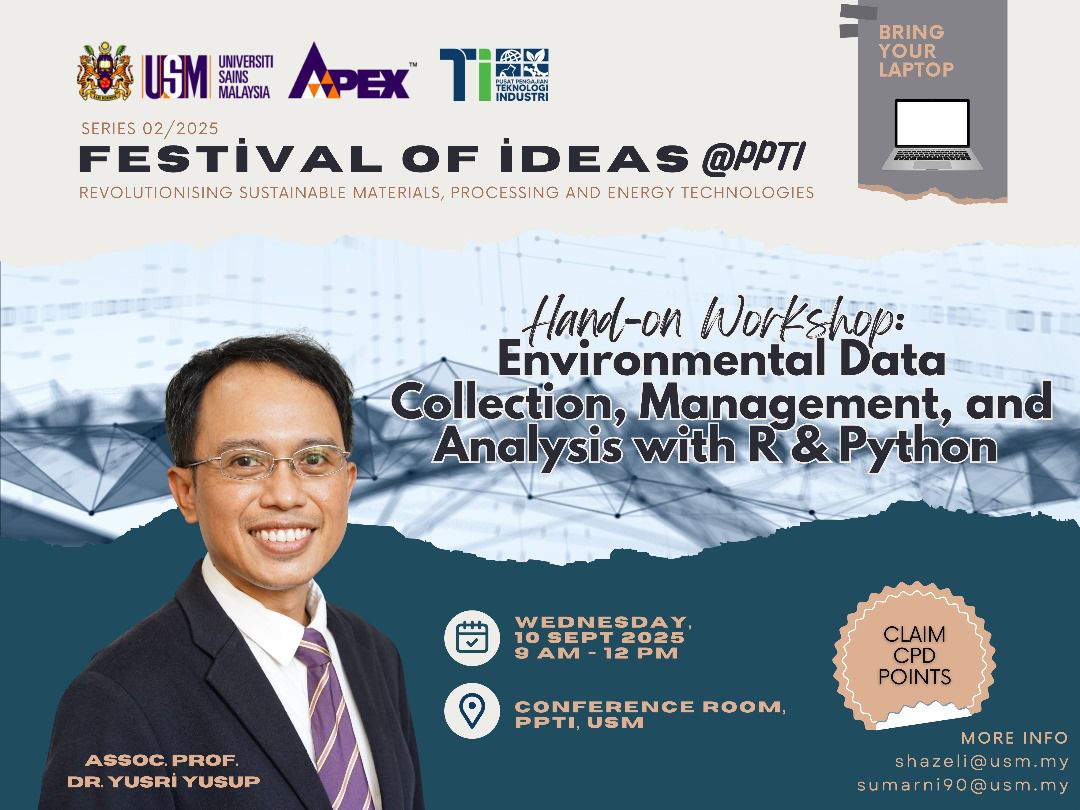 USM
UNIVERSITI
SAINS
MALAYSIA
APEX™
Ti
PUSAT PENGAJIAN
TEKNOLOGI
INDUSTRI
BRING
YOUR
LAPTOP
SERIES 02/2025
FESTİVAL OF İDEAS @PPTI
REVOLUTIONISING SUSTAINABLE MATERIALS, PROCESSING AND ENERGY TECHNOLOGIES
Hand-on Workshop:
Environmental Data
Collection, Management, and
Analysis with R & Python
WEDNESDAY,
10 SEPT 2025
9 AM - 12 PM
CONFERENCE ROOM,
PPTI, USM
CLAIM
CPD
POINTS
ASSOC. PROF.
DR. YUSRİ YUSUP
MORE INFO
shazeli@usm.my
sumarni90@usm.my